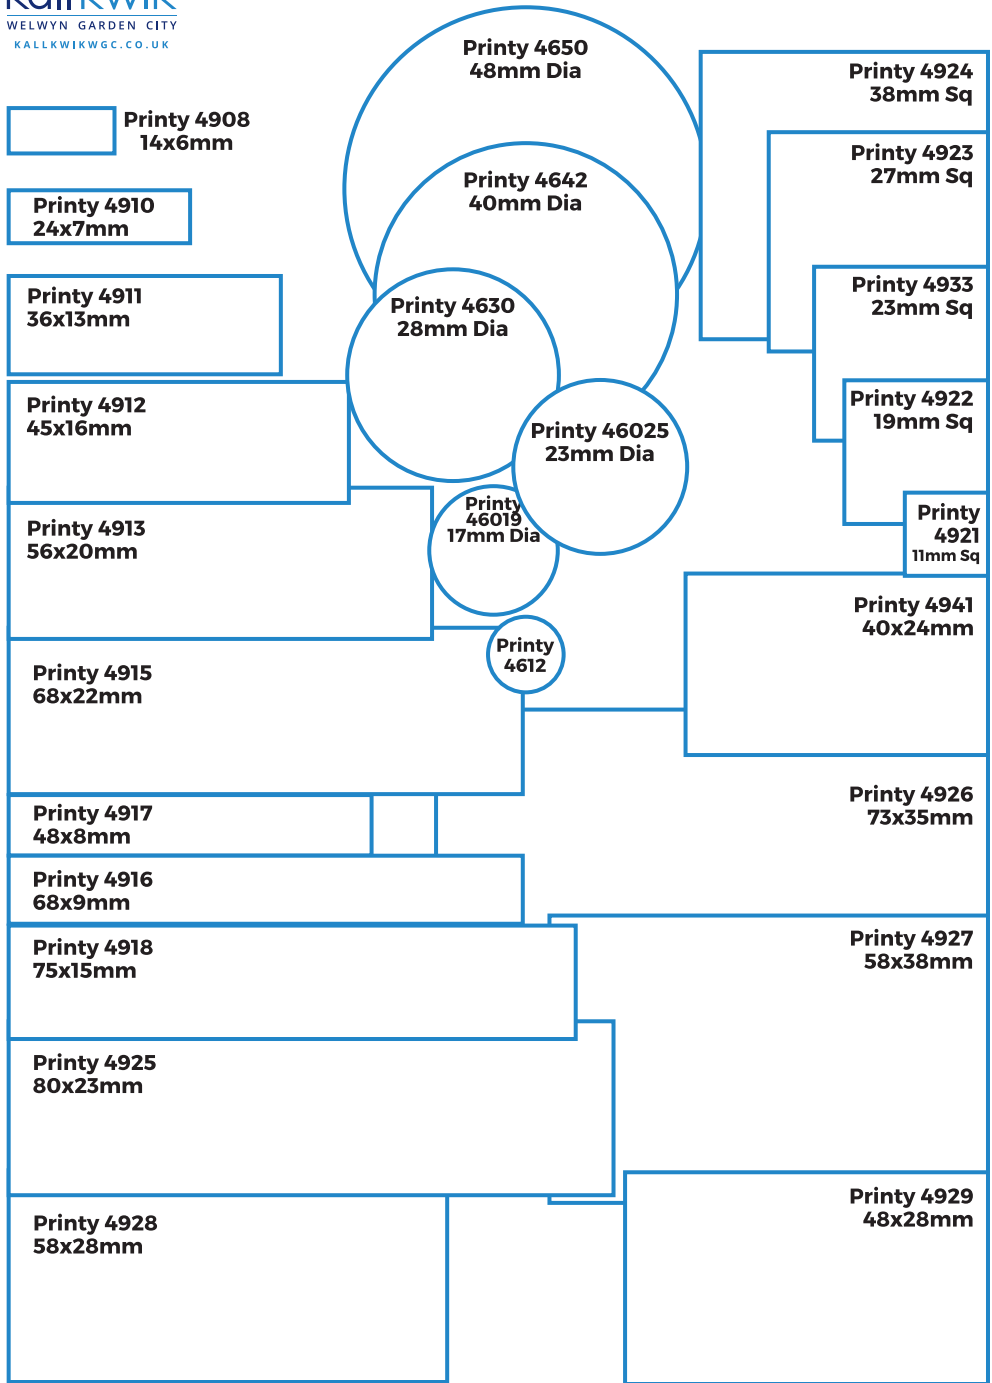 kallkwik
WELWYN GARDEN CITY
KALLKWIKWGC.CO.UK
Printy 4908
14x6mm
Printy 4910
24x7mm
Printy 4911
36x13mm
Printy 4912
45x16mm
Printy 4913
56x20mm
Printy 4915
68x22mm
Printy 4917
48x8mm
Printy 4916
68x9mm
Printy 4918
75x15mm
Printy 4925
80x23mm
Printy 4928
58x28mm
Printy 4650
48mm Dia
Printy 4642
40mm Dia
Printy 4630
28mm Dia
Printy 46025
23mm Dia
Printy
46019
17mm Dia
Printy
4612
Printy 4924
38mm Sq
Printy 4923
27mm Sq
Printy 4933
23mm Sq
Printy 4922
19mm Sq
Printy
4921
11mm Sq
Printy 4941
40x24mm
Printy 4926
73x35mm
Printy 4927
58x38mm
Printy 4929
48x28mm